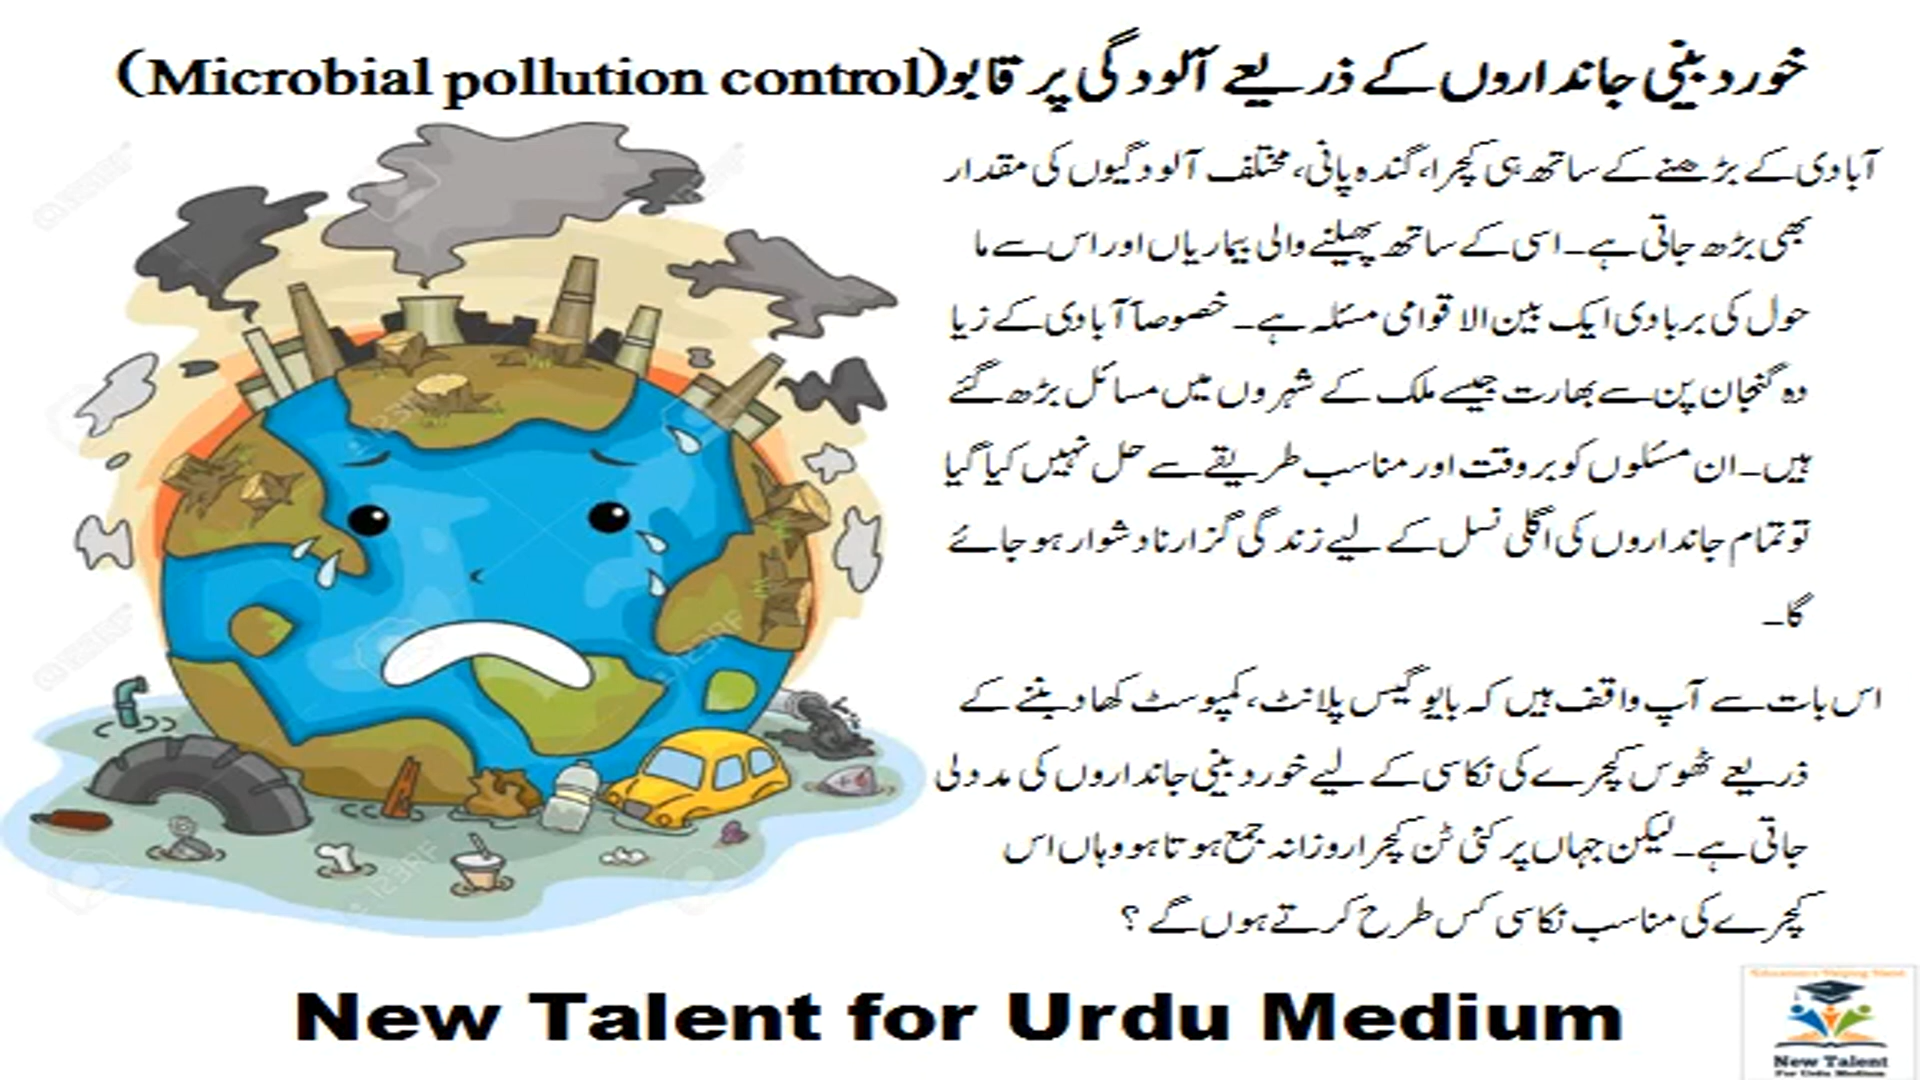 خوردبینی جانداروں کے ذریعے آلودگی پر قابو(Microbial pollution control)
آبادی کے بڑھنے کے ساتھ ہی کچرا، گندہ پانی، مختلف آلودگیوں کی مقدار
بھی بڑھ جاتی ہے۔ اسی کے ساتھ پھیلنے والی بیماریاں اور اس سے ما
حول کی بربادی ایک بین الاقوامی مسئلہ ہے۔ خصوصاً آبادی کے زیا
دہ گنجان پن سے بھارت جیسے ملک کے شہروں میں مسائل بڑھ گئے
ہیں۔ ان مسئلوں کو بروقت اور مناسب طریقے سے حل نہیں کیا گیا
تو تمام جانداروں کی اگلی نسل کے لیے زندگی گزارنا دشوار ہو جائے
گا۔
اس بات سے آپ واقف ہیں کہ بایو گیس پلانٹ، کمپوسٹ کھاد بننے کے
ذریعے ٹھوس کچرے کی نکاسی کے لیے خوردبینی جانداروں کی مدد لی
جاتی ہے۔ لیکن جہاں پر کئی ٹن کچرا روزانہ جمع ہوتا ہو وہاں اس
کچرے کی مناسب نکاسی کس طرح کرتے ہوں گے ؟
New Talent for Urdu Medium
New Talent
For Urdu Medium
123RF